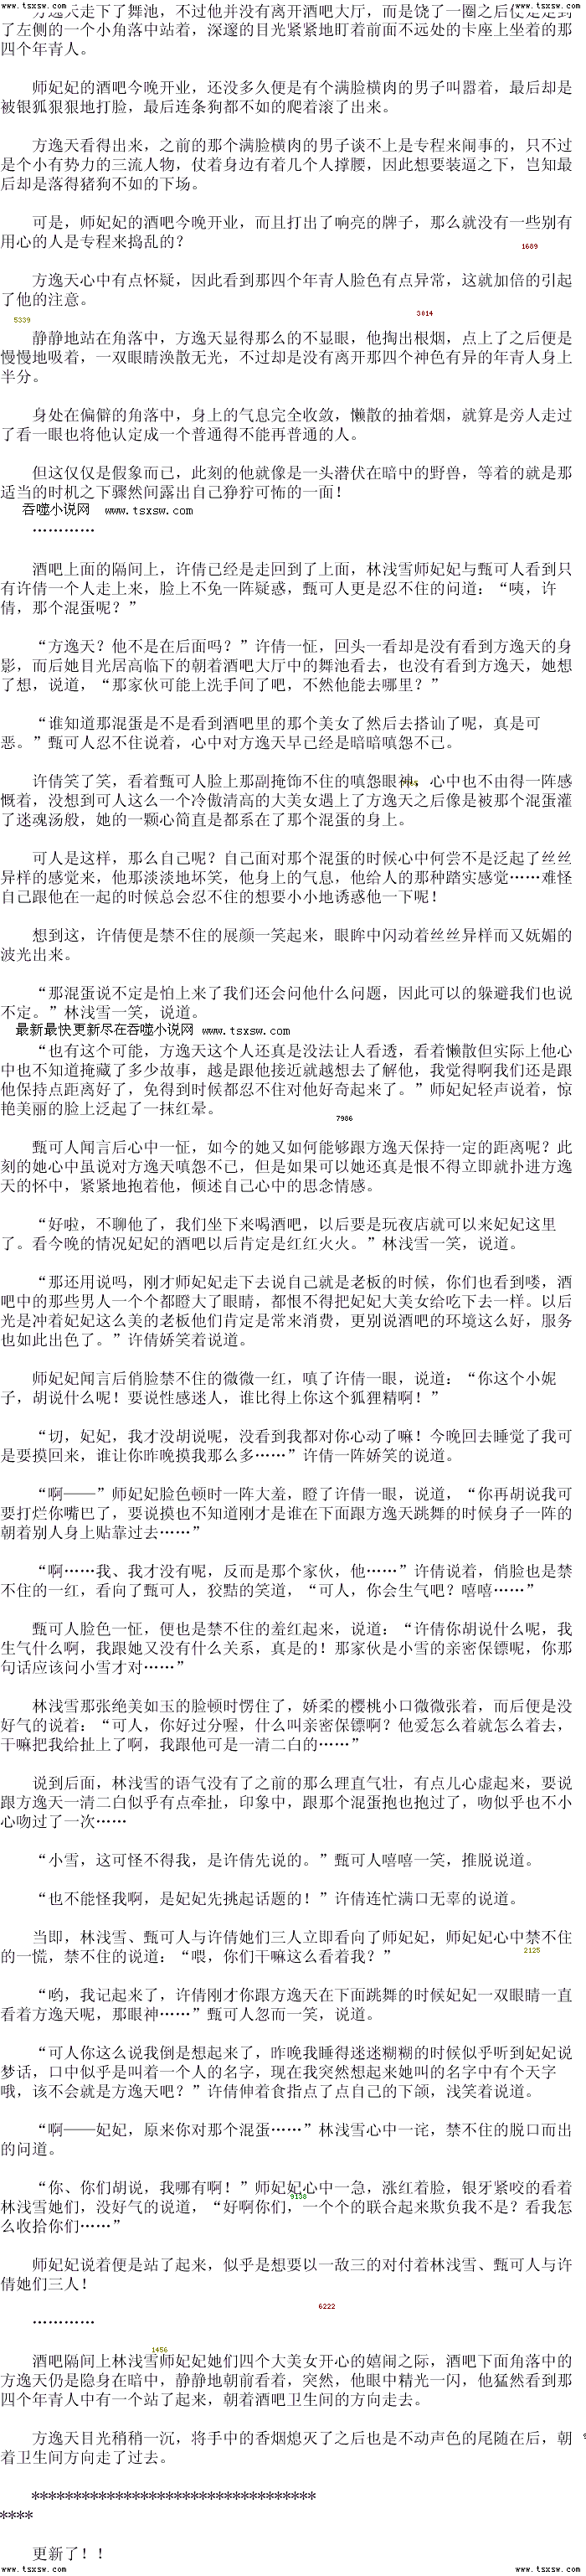 www.tsxsw.com www.tsxsw.com
方逸天走下了舞池，不过他并没有离开酒吧大厅，而是饶了一圈之后便是走到
了左侧的一个小角落中站着，深邃的目光紧紧地盯着前面不远处的卡座上坐着的那
四个年青人。
师妃妃的酒吧今晚开业，还没多久便是有个满脸横肉的男子叫嚣着，最后却是
被银狐狠狠地打脸，最后连条狗都不如的爬着滚了出来。
方逸天看得出来，之前的那个满脸横肉的男子谈不上是专程来闹事的，只不过
是个小有势力的三流人物，仗着身边有着几个人撑腰，因此想要装逼之下，岂知最
后却是落得猪狗不如的下场。
可是，师妃妃的酒吧今晚开业，而且打出了响亮的牌子，那么就没有一些别有
用心的人是专程来捣乱的？
1689
方逸天心中有点怀疑，因此看到那四个年青人脸色有点异常，这就加倍的引起
了他的注意。
3814
5339
静静地站在角落中，方逸天显得那么的不显眼，他掏出根烟，点上了之后便是
慢慢地吸着，一双眼睛涣散无光，不过却是没有离开那四个神色有异的年青人身上
半分。
身处在偏僻的角落中，身上的气息完全收敛，懒散的抽着烟，就算是旁人走过
了看一眼也将他认定成一个普通得不能再普通的人。
但这仅仅是假象而已，此刻的他就像是一头潜伏在暗中的野兽，等着的就是那
适当的时机之下骤然间露出自己狰狞可怖的一面！
吞噬小说网 www.tsxsw.com
…………
酒吧上面的隔间上，许倩已经是走回到了上面，林浅雪师妃妃与甄可人看到只
有许倩一个人走上来，脸上不免一阵疑惑，甄可人更是忍不住的问道：“咦，许
倩，那个混蛋呢？”
“方逸天？他不是在后面吗？”许倩一怔，回头一看却是没有看到方逸天的身
影，而后她目光居高临下的朝着酒吧大厅中的舞池看去，也没有看到方逸天，她想
了想，说道，“那家伙可能上洗手间了吧，不然他能去哪里？”
“谁知道那混蛋是不是看到酒吧里的那个美女了然后去搭讪了呢，真是可
恶。”甄可人忍不住说着，心中对方逸天早已经是暗暗嗔怨不已。
许倩笑了笑，看着甄可人脸上那副掩饰不住的嗔怨眼神，心中也不由得一阵感
慨着，没想到可人这么一个冷傲清高的大美女遇上了方逸天之后像是被那个混蛋灌
了迷魂汤般，她的一颗心简直是都系在了那个混蛋的身上。
可人是这样，那么自己呢？自己面对那个混蛋的时候心中何尝不是泛起了丝丝
异样的感觉来，他那淡淡地坏笑，他身上的气息，他给人的那种踏实感觉……难怪
自己跟他在一起的时候总会忍不住的想要小小地诱惑他一下呢！
想到这，许倩便是禁不住的展颜一笑起来，眼眸中闪动着丝丝异样而又妩媚的
波光出来。
“那混蛋说不定是怕上来了我们还会问他什么问题，因此可以的躲避我们也说
不定。”林浅雪一笑，说道。
最新最快更新尽在吞噬小说网 www.tsxsw.com
“也有这个可能，方逸天这个人还真是没法让人看透，看着懒散但实际上他心
中也不知道掩藏了多少故事，越是跟他接近就越想去了解他，我觉得啊我们还是跟
他保持点距离好了，免得到时候都忍不住对他好奇起来了。”师妃妃轻声说着，惊
艳美丽的脸上泛起了一抹红晕。
7986
甄可人闻言后心中一怔，如今的她又如何能够跟方逸天保持一定的距离呢？此
刻的她心中虽说对方逸天嗔怨不已，但是如果可以她还真是恨不得立即就扑进方逸
天的怀中，紧紧地抱着他，倾述自己心中的思念情感。
“好啦，不聊他了，我们坐下来喝酒吧，以后要是玩夜店就可以来妃妃这里
了。看今晚的情况妃妃的酒吧以后肯定是红红火火。”林浅雪一笑，说道。
“那还用说吗，刚才师妃妃走下去说自己就是老板的时候，你们也看到喽，酒
吧中的那些男人一个个都瞪大了眼睛，都恨不得把妃妃大美女给吃下去一样。以后
光是冲着妃妃这么美的老板他们肯定是常来消费，更别说酒吧的环境这么好，服务
也如此出色了。”许倩娇笑着说道。
师妃妃闻言后俏脸禁不住的微微一红，嗔了许倩一眼，说道：“你这个小妮
子，胡说什么呢！要说性感迷人，谁比得上你这个狐狸精啊！”
“切，妃妃，我才没胡说呢，没看到我都对你心动了嘛！今晚回去睡觉了我可
是要摸回来，谁让你昨晚摸我那么多……”许倩一阵娇笑的说道。
“啊——”师妃妃脸色顿时一阵大羞，瞪了许倩一眼，说道，“你再胡说我可
要打烂你嘴巴了，要说摸也不知道刚才是谁在下面跟方逸天跳舞的时候身子一阵的
朝着别人身上贴靠过去……”
“啊……我、我才没有呢，反而是那个家伙，他……”许倩说着，俏脸也是禁
不住的一红，看向了甄可人，狡黠的笑道，“可人，你会生气吧？嘻嘻……”
甄可人脸色一怔，便也是禁不住的羞红起来，说道：“许倩你胡说什么呢，我
生气什么啊，我跟她又没有什么关系，真是的！那家伙是小雪的亲密保镖呢，你那
句话应该问小雪才对……”
林浅雪那张绝美如玉的脸顿时愣住了，娇柔的樱桃小口微微张着，而后便是没
好气的说着：“可人，你好过分喔，什么叫亲密保镖啊？他爱怎么着就怎么着去，
干嘛把我给扯上了啊，我跟他可是一清二白的……”
说到后面，林浅雪的语气没有了之前的那么理直气壮，有点儿心虚起来，要说
跟方逸天一清二白似乎有点牵扯，印象中，跟那个混蛋抱也抱过了，吻似乎也不小
心吻过了一次……
“小雪，这可怪不得我，是许倩先说的。”甄可人嘻嘻一笑，推脱说道。
“也不能怪我啊，是妃妃先挑起话题的！”许倩连忙满口无辜的说道。
当即，林浅雪、甄可人与许倩她们三人立即看向了师妃妃，师妃妃心中禁不住
的一慌，禁不住的说道：“喂，你们干嘛这么看着我？”
2125
“哟，我记起来了，许倩刚才你跟方逸天在下面跳舞的时候妃妃一双眼睛一直
看着方逸天呢，那眼神……”甄可人忽而一笑，说道。
“可人你这么说我倒是想起来了，昨晚我睡得迷迷糊糊的时候似乎听到妃妃说
梦话，口中似乎是叫着一个人的名字，现在我突然想起来她叫的名字中有个天字
哦，该不会就是方逸天吧？”许倩伸着食指点了点自己的下颌，浅笑着说道。
“啊——妃妃，原来你对那个混蛋……”林浅雪心中一诧，禁不住的脱口而出
的问道。
“你、你们胡说，我哪有啊！”师妃妃心中一急，涨红着脸，银牙紧咬的看着
林浅雪她们，没好气的说道，“好啊你们，一个个的联合起来欺负我不是？看我怎
么收拾你们……”
9138
师妃妃说着便是站了起来，似乎是想要以一敌三的对付着林浅雪、甄可人与许
倩她们三人！
6222
…………
1456
酒吧隔间上林浅雪师妃妃她们四个大美女开心的嬉闹之际，酒吧下面角落中的
方逸天仍是隐身在暗中，静静地朝前看着，突然，他眼中精光一闪，他猛然看到那
四个年青人中有一个站了起来，朝着酒吧卫生间的方向走去。
方逸天目光稍稍一沉，将手中的香烟熄灭了之后也是不动声色的尾随在后，朝
着卫生间方向走了过去。
**********************************
****
更新了！！
www.tsxsw.com www.tsxsw.com